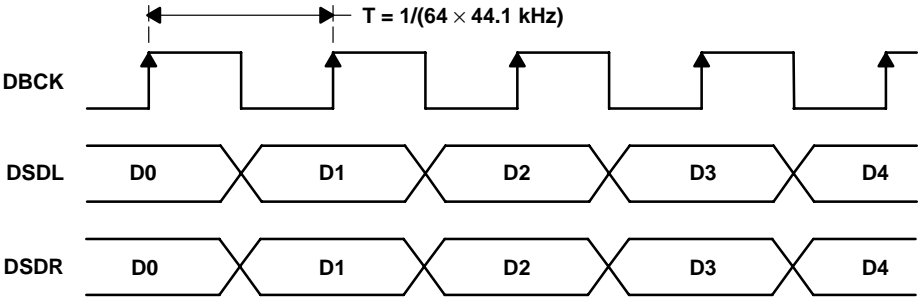 T = 1/(64 × 44.1 kHz)
DBCK
DSDL D0 D1 D2 D3 D4
DSDR D0 D1 D2 D3 D4